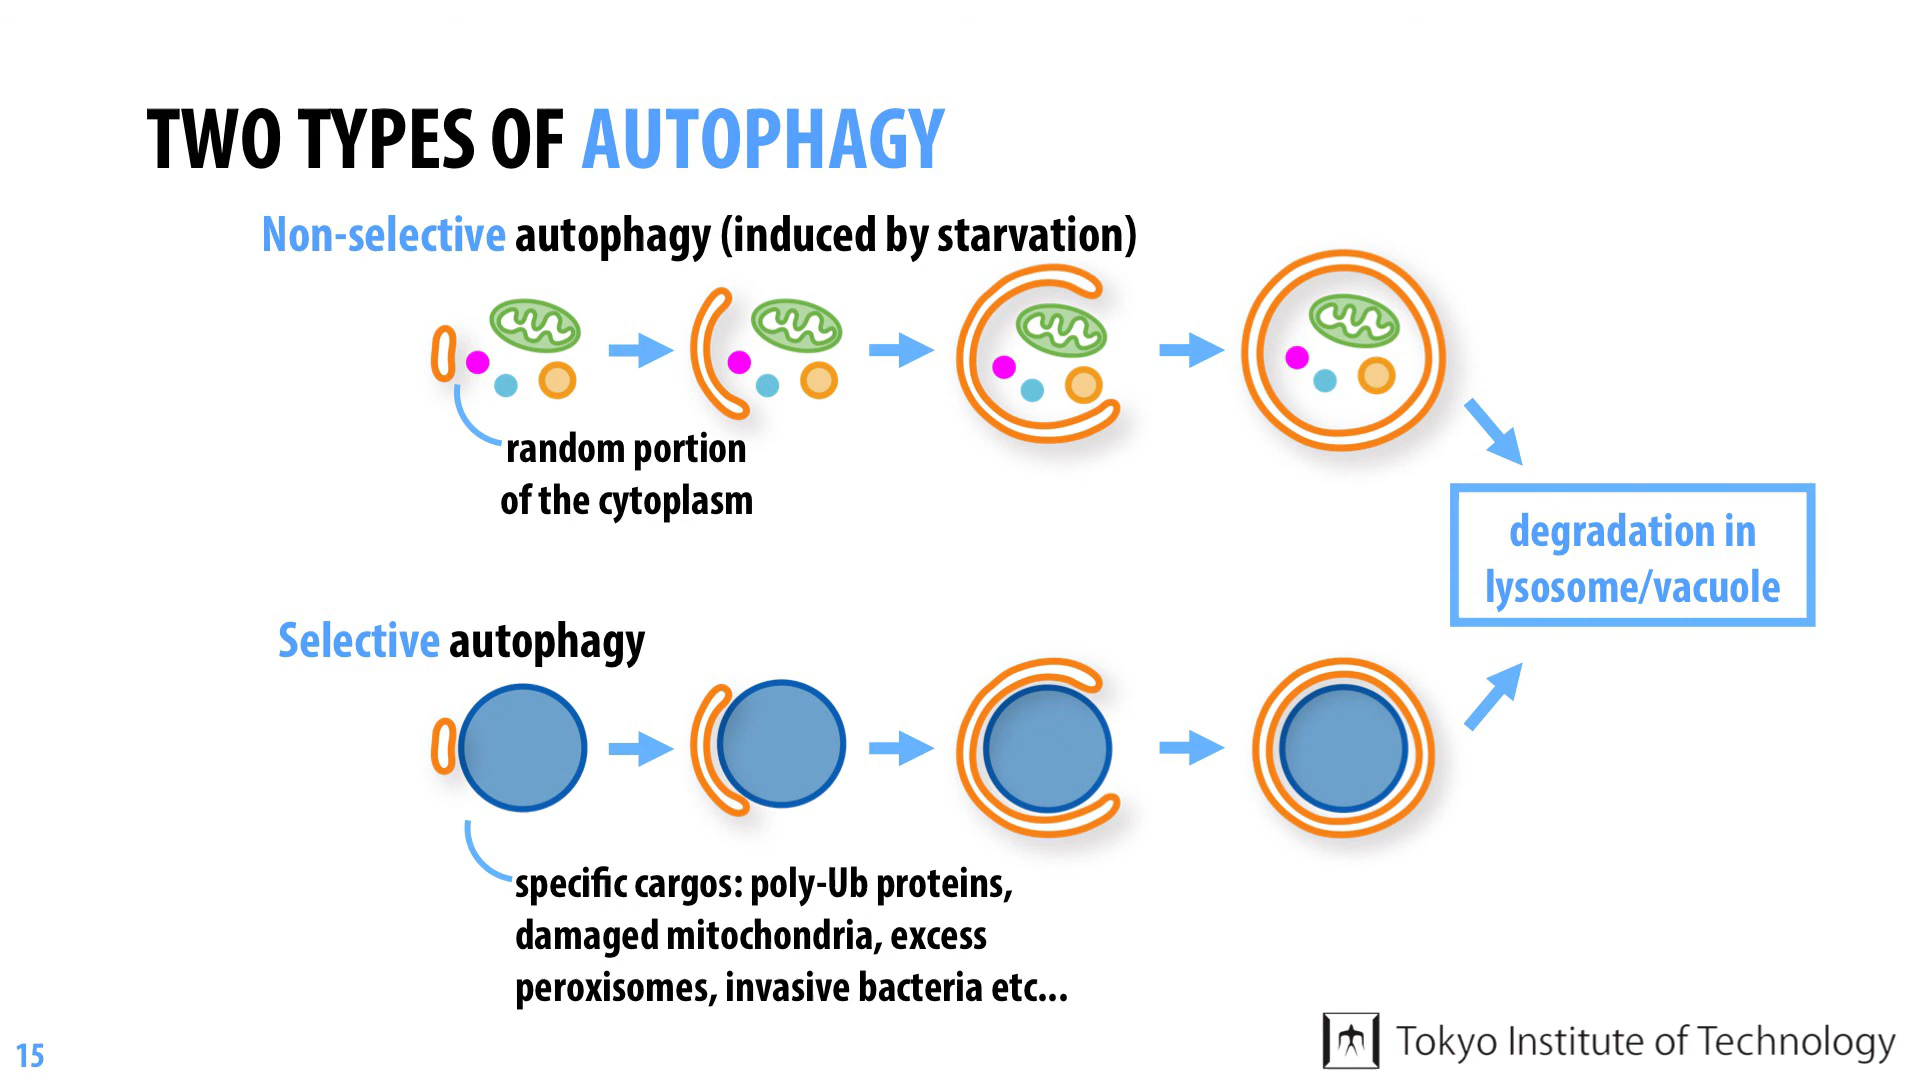 TWO TYPES OF AUTOPHAGY
Non-selective autophagy (induced by starvation)
random portion
of the cytoplasm
degradation in
lysosome/vacuole
Selective autophagy
specific cargos: poly-Ub proteins,
damaged mitochondria, excess
peroxisomes, invasive bacteria etc...
15
Tokyo Institute of Technology